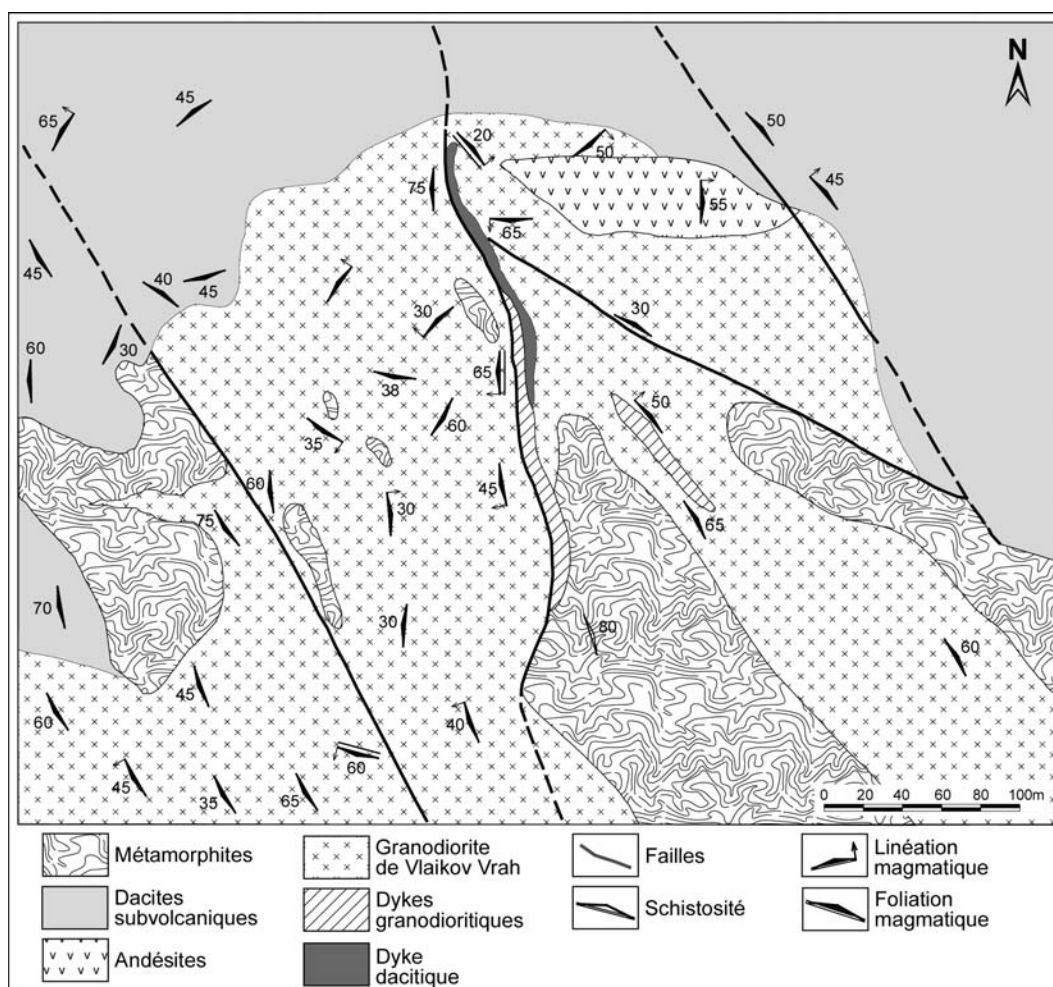 N
45
65
50
20
50
45
75
55
65
45
40
45
30
30
60
30
65
38
50
35
60
60
45
30
65
75
70
30
80
60
45
60
40
60
45
35
65
0 20 40 60 80 100m
Métamorphites
Granodiorite
de Vlaikov Vrah
Failles
Linéation
magmatique
Dacites
subvolcaniques
Dykes
granodioritiques
Schistosité
Foliation
magmatique
Andésites
Dyke
dacitique